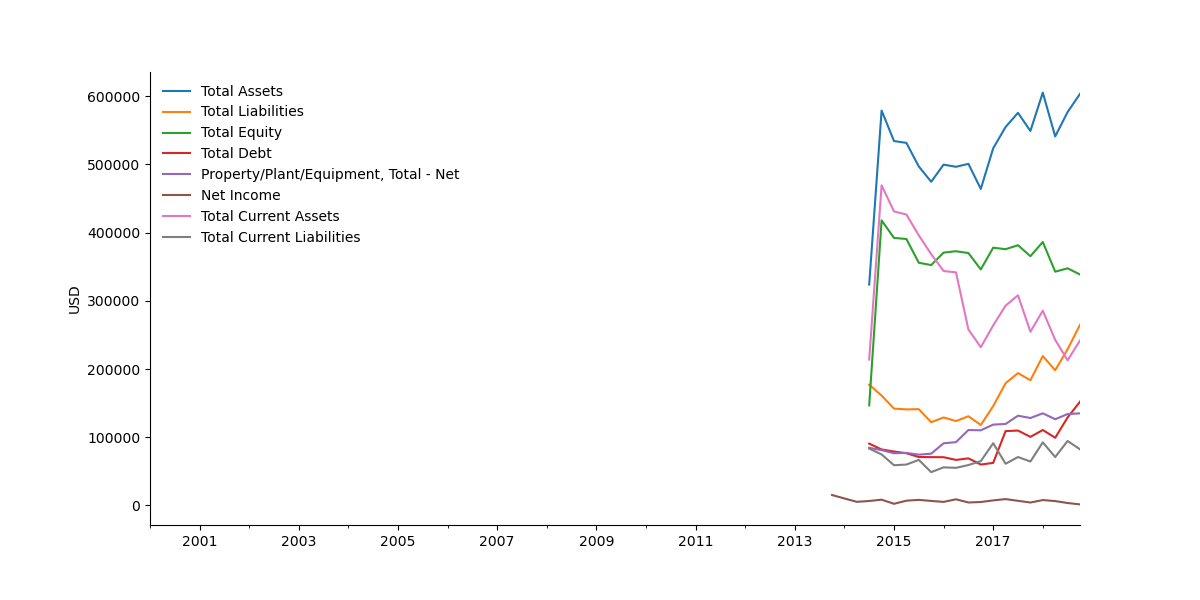 Total Assets
Total Liabilities
Total Equity
Total Debt
Property/Plant/Equipment, Total - Net
Net Income
Total Current Assets
Total Current Liabilities
USD
600000
500000
400000
300000
200000
100000
0
2001 2003 2005 2007 2009 2011 2013 2015 2017